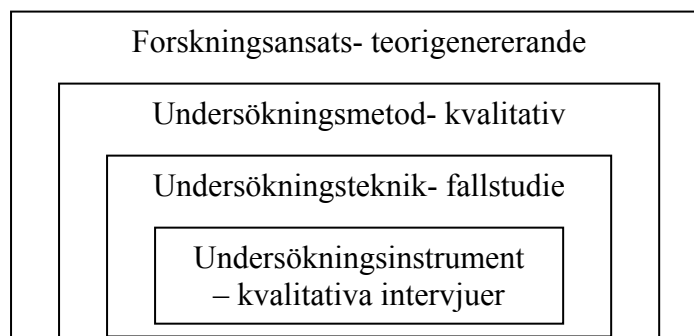 Forskningsansats- teorigenererande
Undersökningsmetod- kvalitativ
Undersökningsteknik- fallstudie
Undersökningsinstrument
– kvalitativa intervjuer